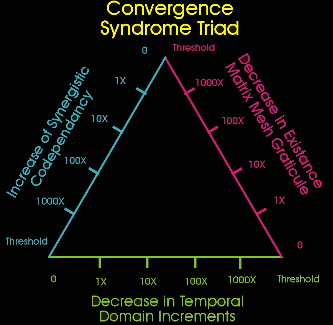 Convergence
Syndrome Triad
0
Threshold
1X
10X
100X
1000X
Threshold
Increase of Synergistic
Codependancy
1000X
100X
10X
1X
0
Decrease in Existance
Matrix Mesh Graticule
0
1X
10X
100X
1000X
Threshold
Decrease in Temporal
Domain Increments